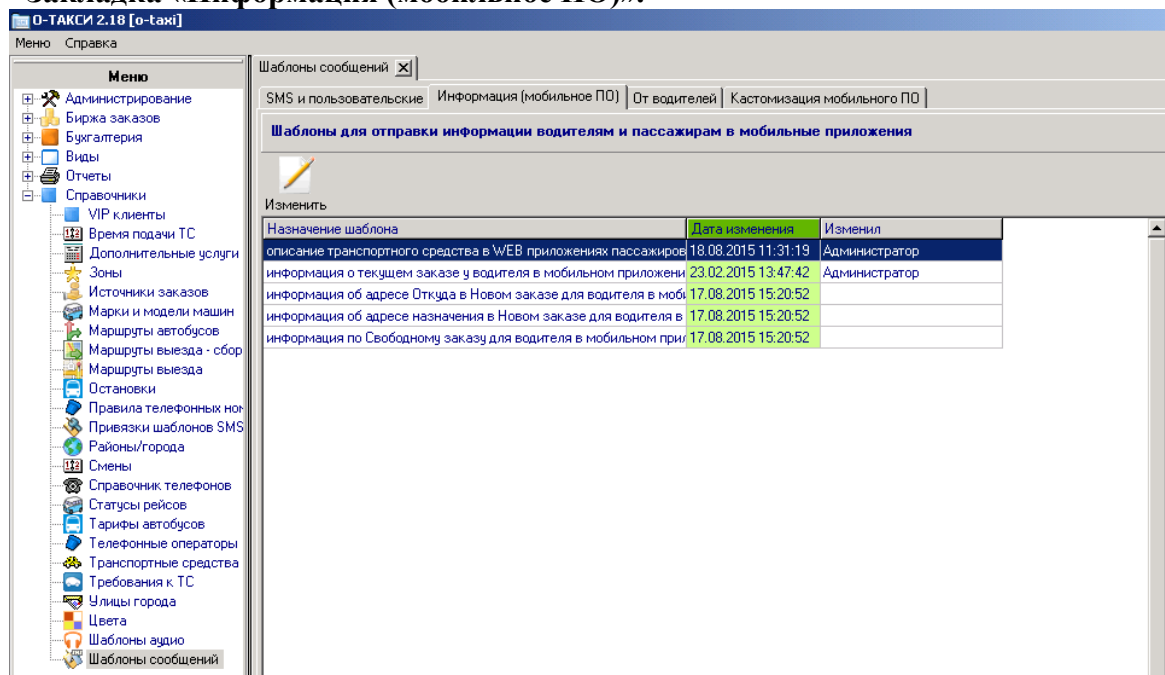 Закладка «Информация (мобильное ПО)».
О-ТАКСИ 2.18 [o-taxi]
Меню Справка
Меню
Администрирование
Биржа заказов
Бухгалтерия
Виды
Отчеты
Справочники
VIP клиенты
Время подачи ТС
Дополнительные услуги
Зоны
Источники заказов
Марки и модели машин
Маршруты автобусов
Маршруты выезда - сбор
Маршруты выезда
Остановки
Правила телефонных ном
Привязки шаблонов SMS
Районы/города
Смены
Справочник телефонов
Статусы рейсов
Тарифы автобусов
Телефонные операторы
Транспортные средства
Требования к ТС
Улицы города
Цвета
Шаблоны аудио
Шаблоны сообщений
Шаблоны сообщений
SMS и пользовательские Информация (мобильное ПО) От водителей Кастомизация мобильного ПО
Шаблоны для отправки информации водителям и пассажирам в мобильные приложения
Изменить
Назначение шаблона Дата изменения Изменил
описание транспортного средства в WEB приложениях пассажиров 18.08.2015 11:31:19 Администратор
информация о текущем заказе у водителя в мобильном приложени 23.02.2015 13:47:42 Администратор
информация об адресе Откуда в Новом заказе для водителя в моби 17.08.2015 15:20:52
информация об адресе назначения в Новом заказе для водителя в 17.08.2015 15:20:52
информация по Свободному заказу для водителя в мобильном прил 17.08.2015 15:20:52